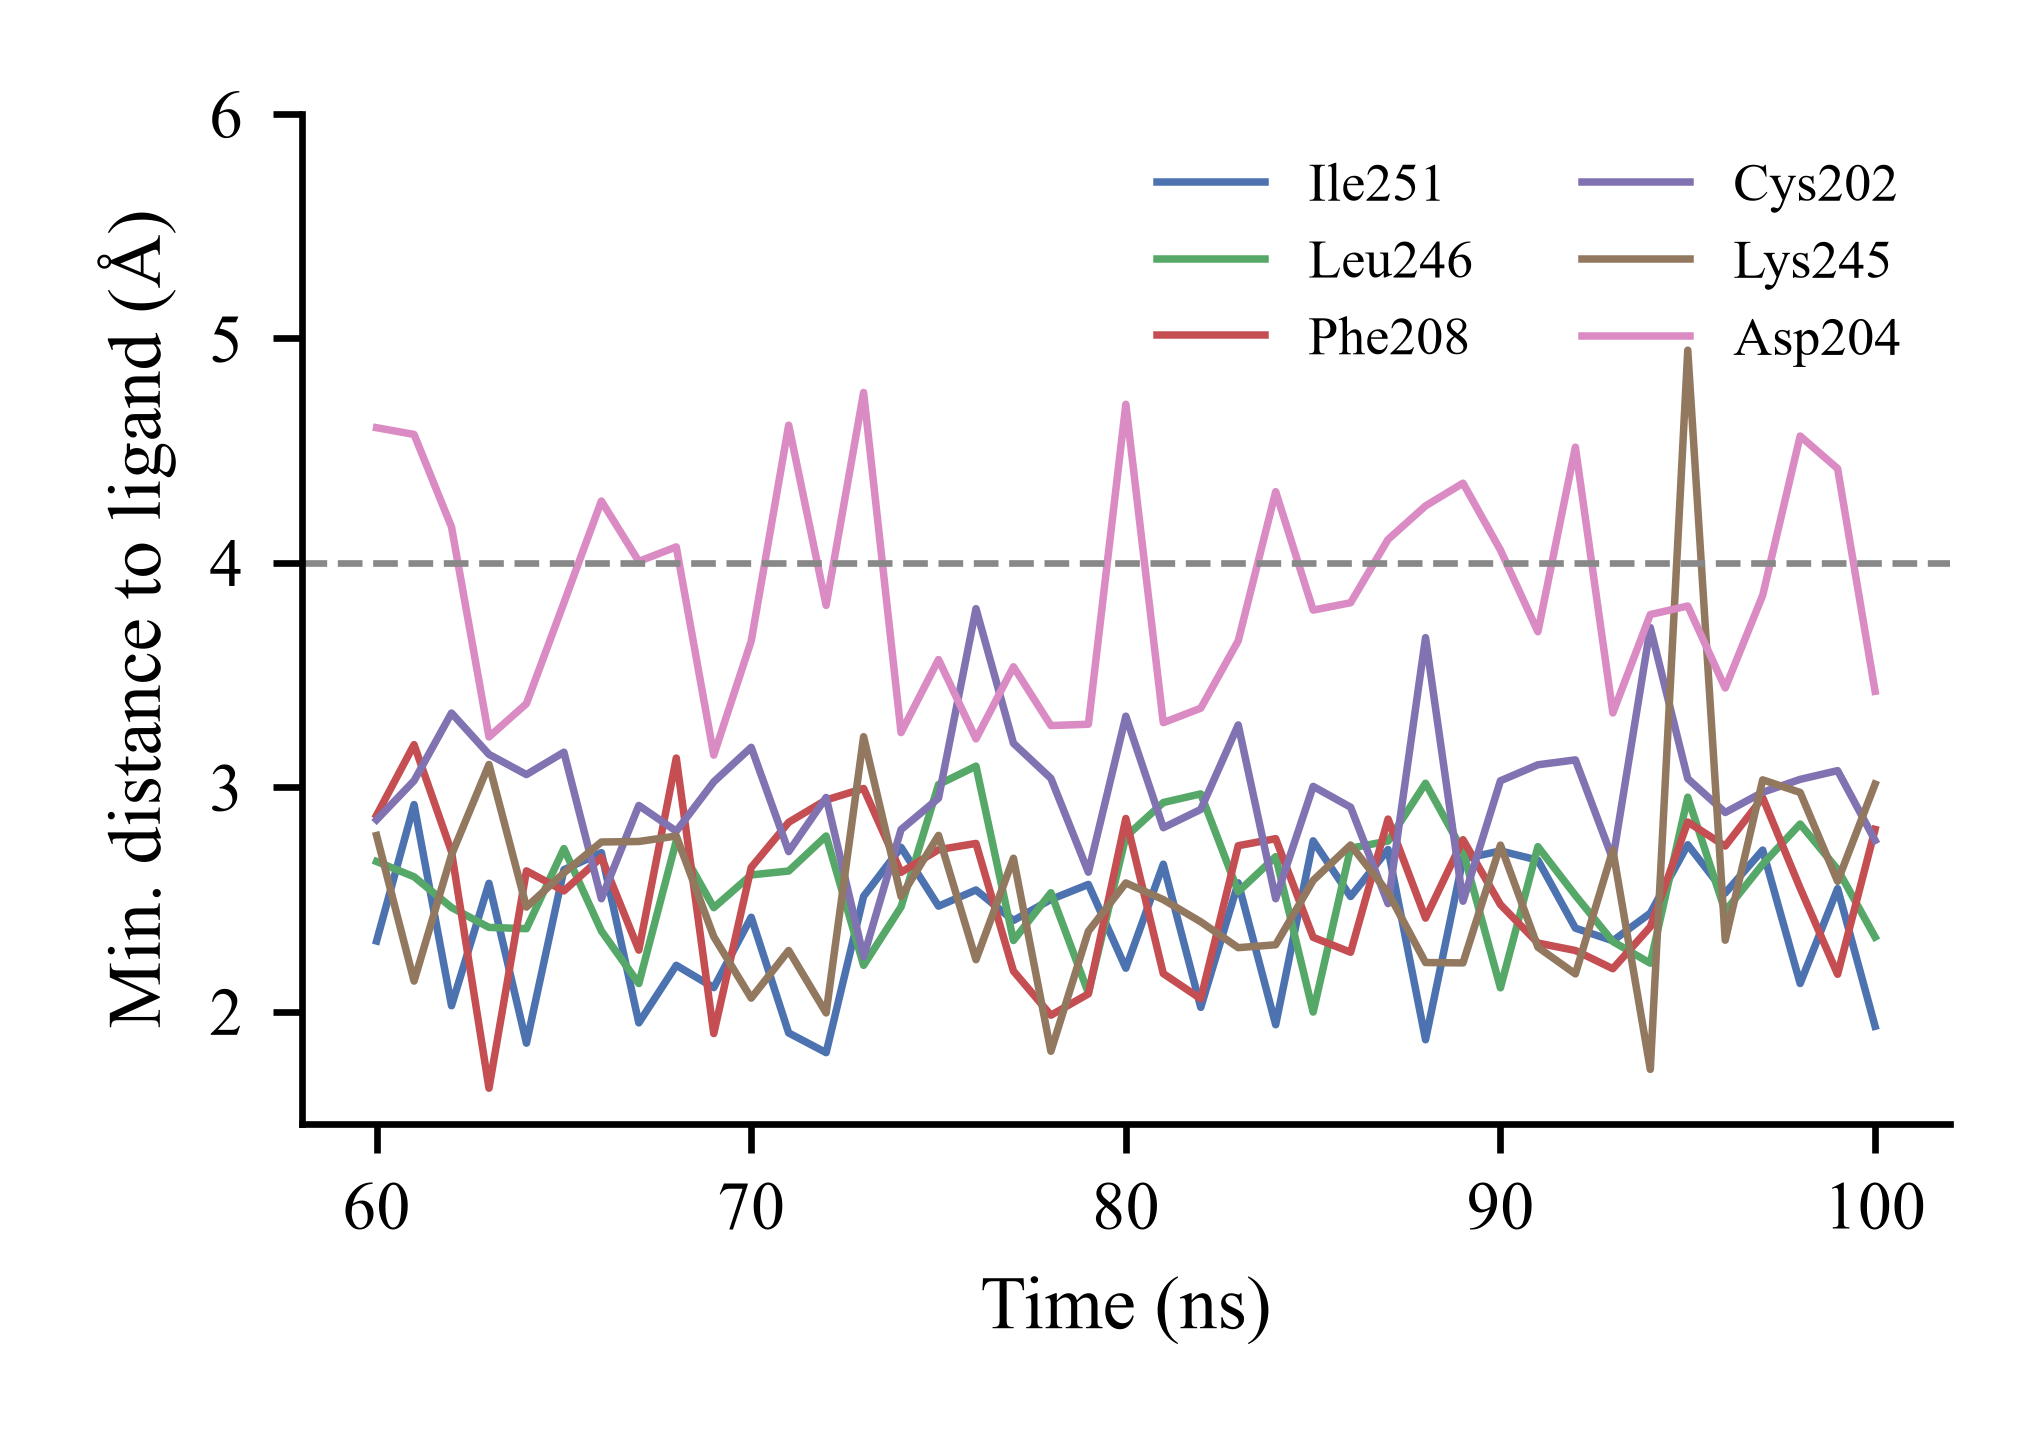 6
5
4
3
2
Min. distance to ligand (Å)
Ile251
Leu246
Phe208
Cys202
Lys245
Asp204
60 70 80 90 100
Time (ns)